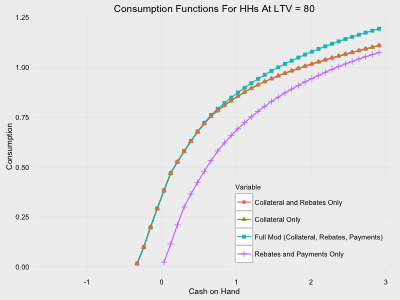 Consumption Functions For HHs At LTV = 80
Consumption
1.25
1.00
0.75
0.50
0.25
0.00
-1
0
1
2
3
Cash on Hand
Variable
Collateral and Rebates Only
Collateral Only
Full Mod (Collateral, Rebates, Payments)
Rebates and Payments Only